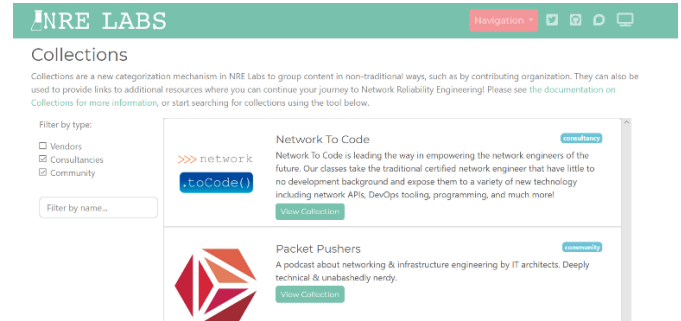 NRE LABS
Navigation
Collections
Collections are a new categorization mechanism in NRE Labs to group content in non-traditional ways, such as by contributing organization. They can also be
used to provide links to additional resources where you can continue your journey to Network Reliability Engineering! Please see the documentation on
Collections for more information, or start searching for collections using the tool below.
Filter by type:
Vendors
Consultancies
Community
Filter by name...
>>> network
.toCode()
Network To Code
consultancy
Network To Code is leading the way in empowering the network engineers of the
future. Our classes take the traditional certified network engineer that have little to
no development background and expose them to a variety of new technology
including network APIs, DevOps tooling, programming, and much more!
View Collection
Packet Pushers
community
A podcast about networking & infrastructure engineering by IT architects. Deeply
technical & unabashedly nerdy.
View Collection